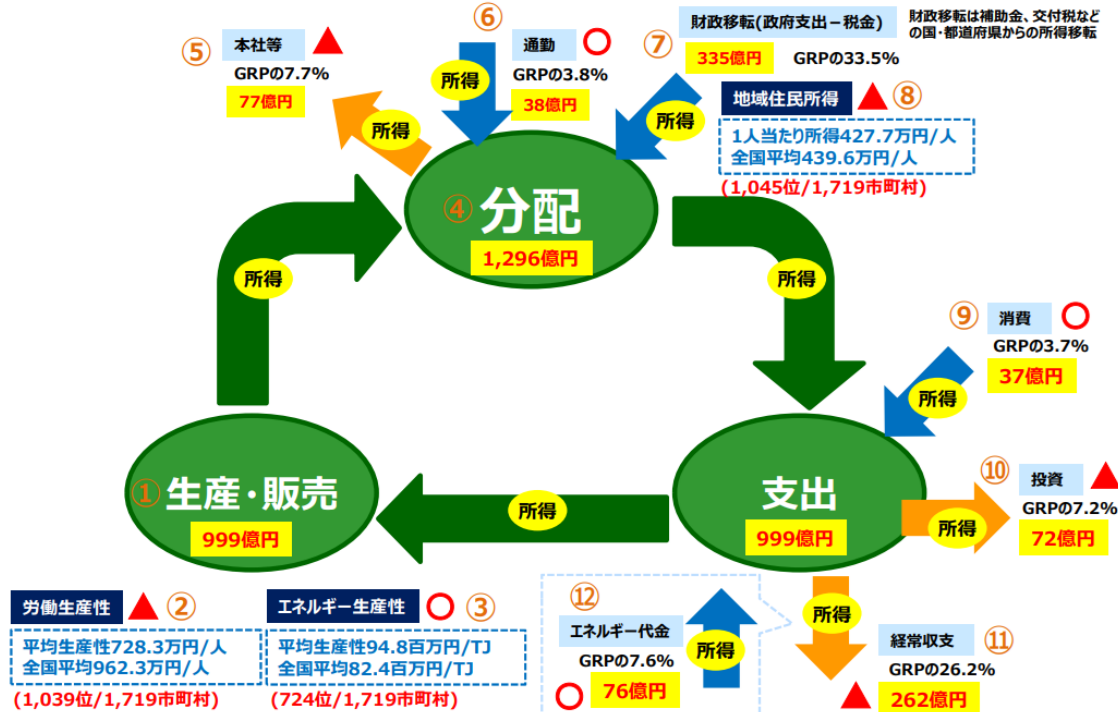 ⑤
本社等 ▲
GRPの7.7%
77億円
所得
⑥
通勤 ○
GRPの3.8%
38億円
所得
⑦
財政移転(政府支出－税金)
335億円 GRPの33.5%
財政移転は補助金、交付税など
の国・都道府県からの所得移転
所得
地域住民所得 ▲ ⑧
1人当たり所得427.7万円/人
全国平均439.6万円/人
(1,045位/1,719市町村)
④ 分配
1,296億円
所得
所得
⑨ 消費 ○
GRPの3.7%
37億円
所得
① 生産・販売
999億円
所得
支出
999億円
⑩ 投資 ▲
GRPの7.2%
72億円
所得
労働生産性 ▲ ②
平均生産性728.3万円/人
全国平均962.3万円/人
(1,039位/1,719市町村)
エネルギー生産性 ○ ③
平均生産性94.8百万円/TJ
全国平均82.4百万円/TJ
(724位/1,719市町村)
⑫
エネルギー代金
GRPの7.6%
○ 76億円
所得
所得
経常収支 ⑪
GRPの26.2%
▲ 262億円